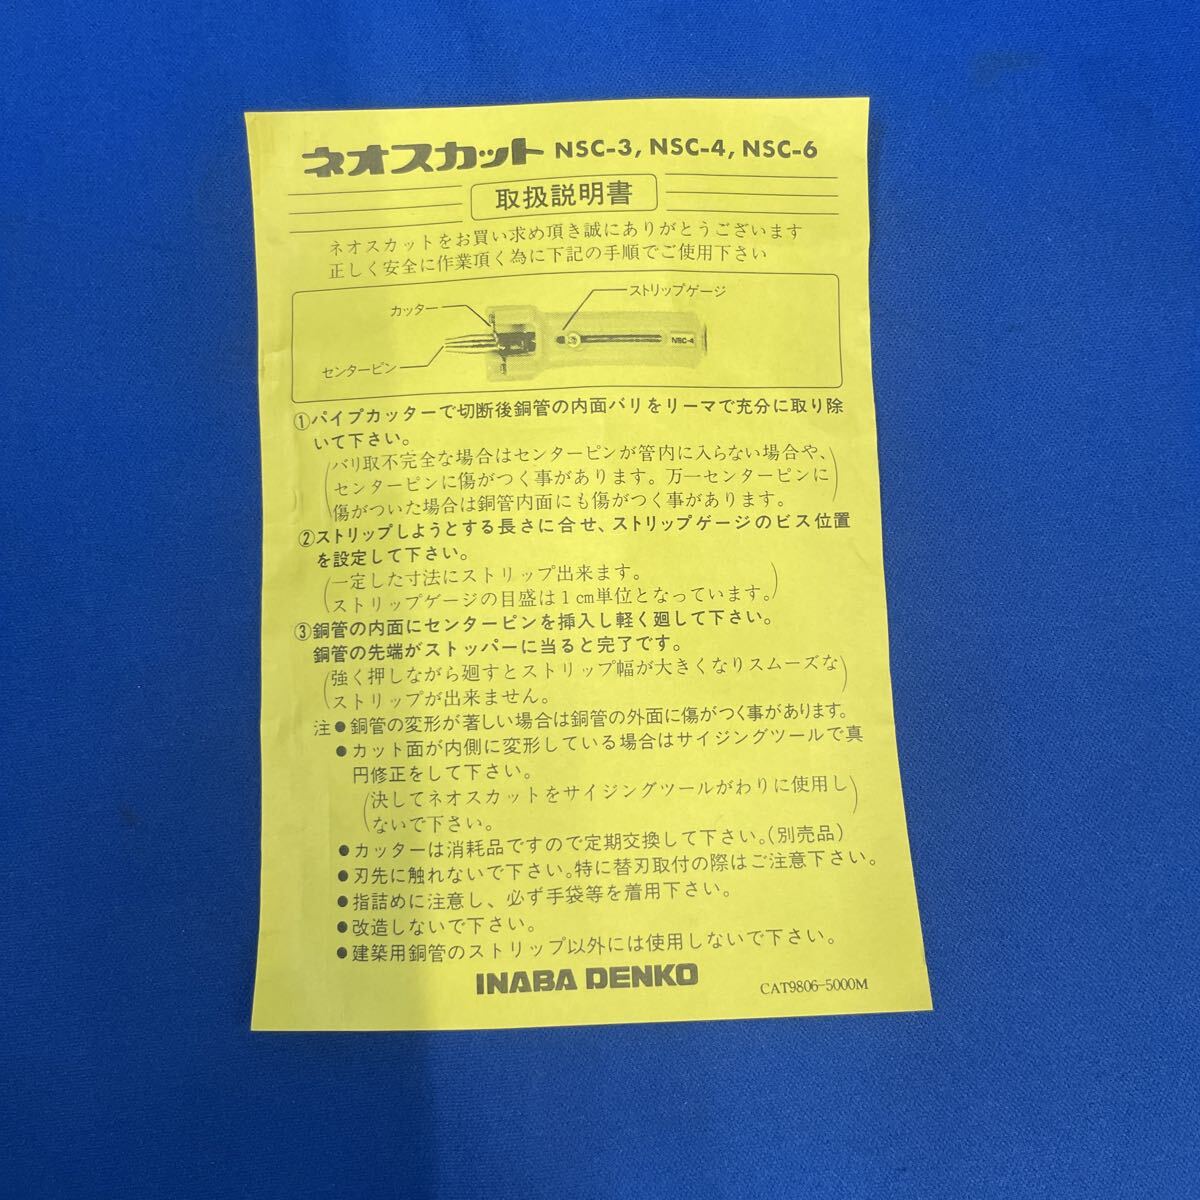 ネオスカット NSC-3, NSC-4, NSC-6
取扱説明書
ネオスカットをお買い求め頂き誠にありがとうございます
正しく安全に作業頂く為に下記の手順でご使用下さい
ストリップゲージ
カッター
NSC-4
センターピン
①パイプカッターで切断後銅管の内面バリをリーマで充分に取り除
いて下さい。
(バリ取不完全な場合はセンターピンが管内に入らない場合や、
センターピンに傷がつく事があります。万一センターピンに
傷がついた場合は銅管内面にも傷がつく事があります。)
②ストリップしようとする長さに合せ、ストリップゲージのビス位置
を設定して下さい。
(一定した寸法にストリップ出来ます。
ストリップゲージの目盛は1cm単位となっています。)
③銅管の内面にセンターピンを挿入し軽く廻して下さい。
銅管の先端がストッパーに当ると完了です。
(強く押しながら廻すとストリップ幅が大きくなりスムーズな
ストリップが出来ません。)
注●銅管の変形が著しい場合は銅管の外面に傷がつく事があります。
●カット面が内側に変形している場合はサイジングツールで真
円修正をして下さい。
(決してネオスカットをサイジングツールがわりに使用し
ないで下さい。)
●カッターは消耗品ですので定期交換して下さい。(別売品)
●刃先に触れないで下さい。特に替刃取付の際はご注意下さい。
●指詰めに注意し、必ず手袋等を着用下さい。
●改造しないで下さい。
●建築用銅管のストリップ以外には使用しないで下さい。
INABA DENKO
CAT9806-5000M